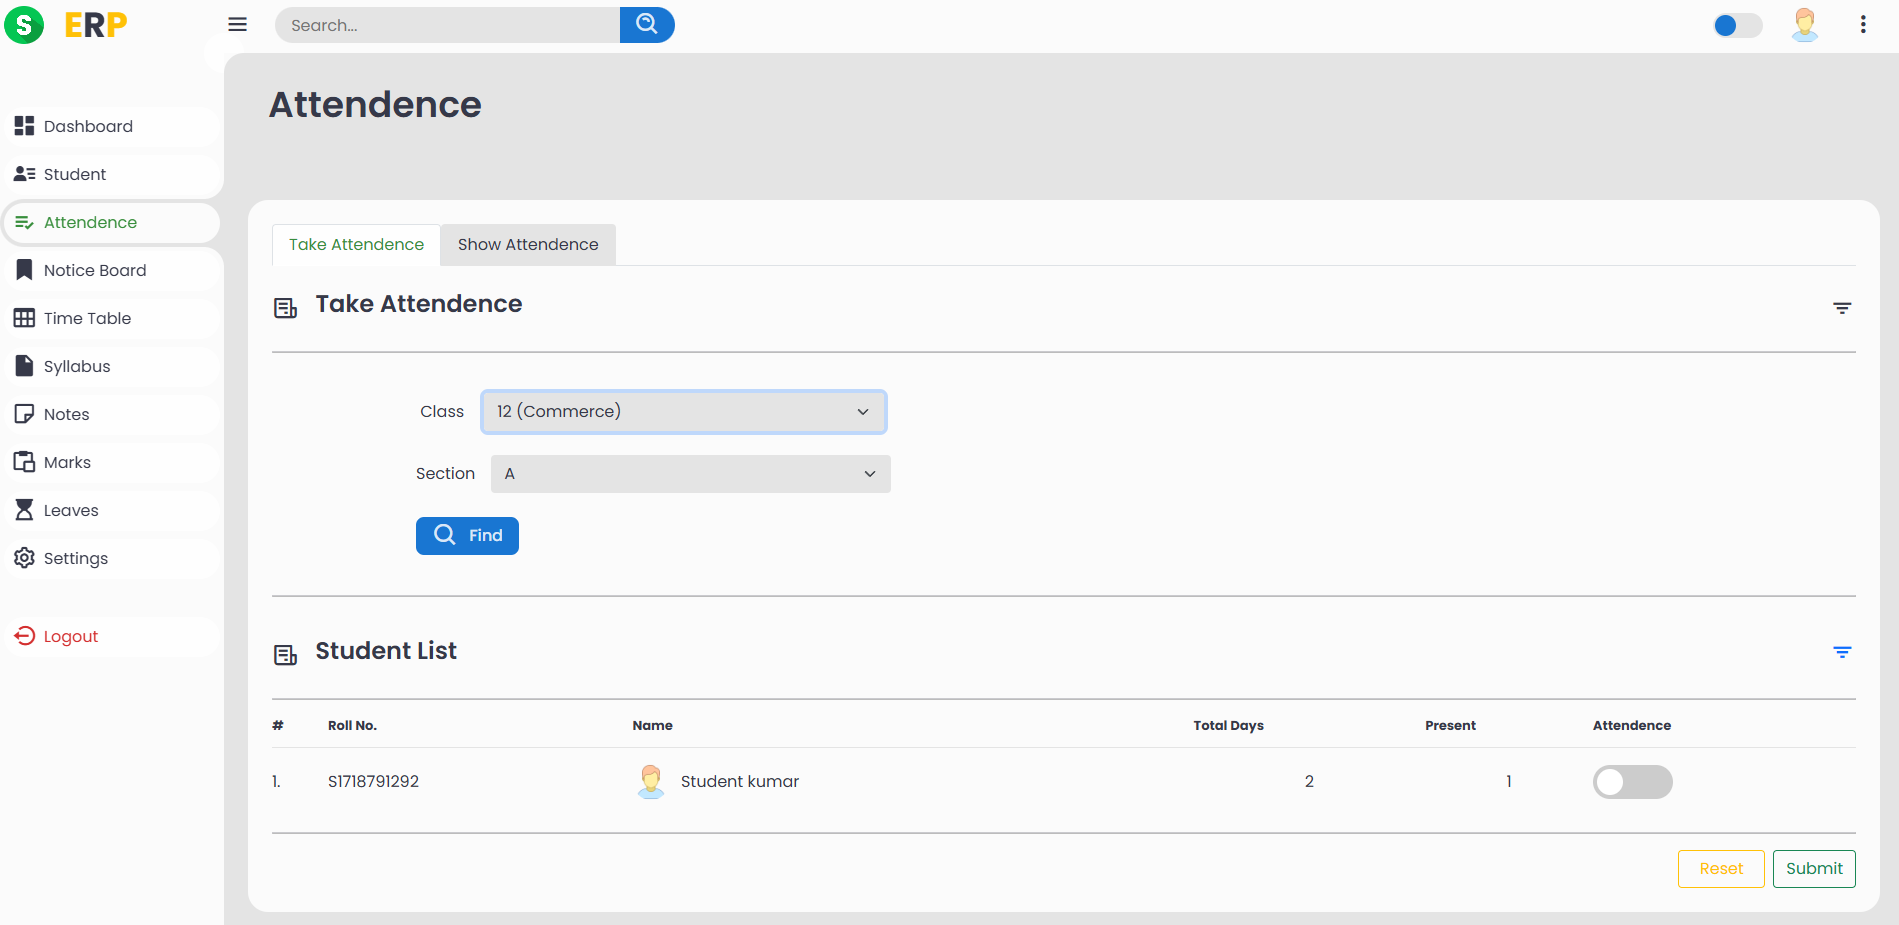 S ERP
Search...
Dashboard
Student
Attendence
Notice Board
Time Table
Syllabus
Notes
Marks
Leaves
Settings
Logout
Attendence
Take Attendence Show Attendence
Take Attendence
Class 12 (Commerce)
Section A
Find
Student List
# Roll No. Name Total Days Present Attendence
1. S1718791292 Student kumar 2 1
Reset Submit